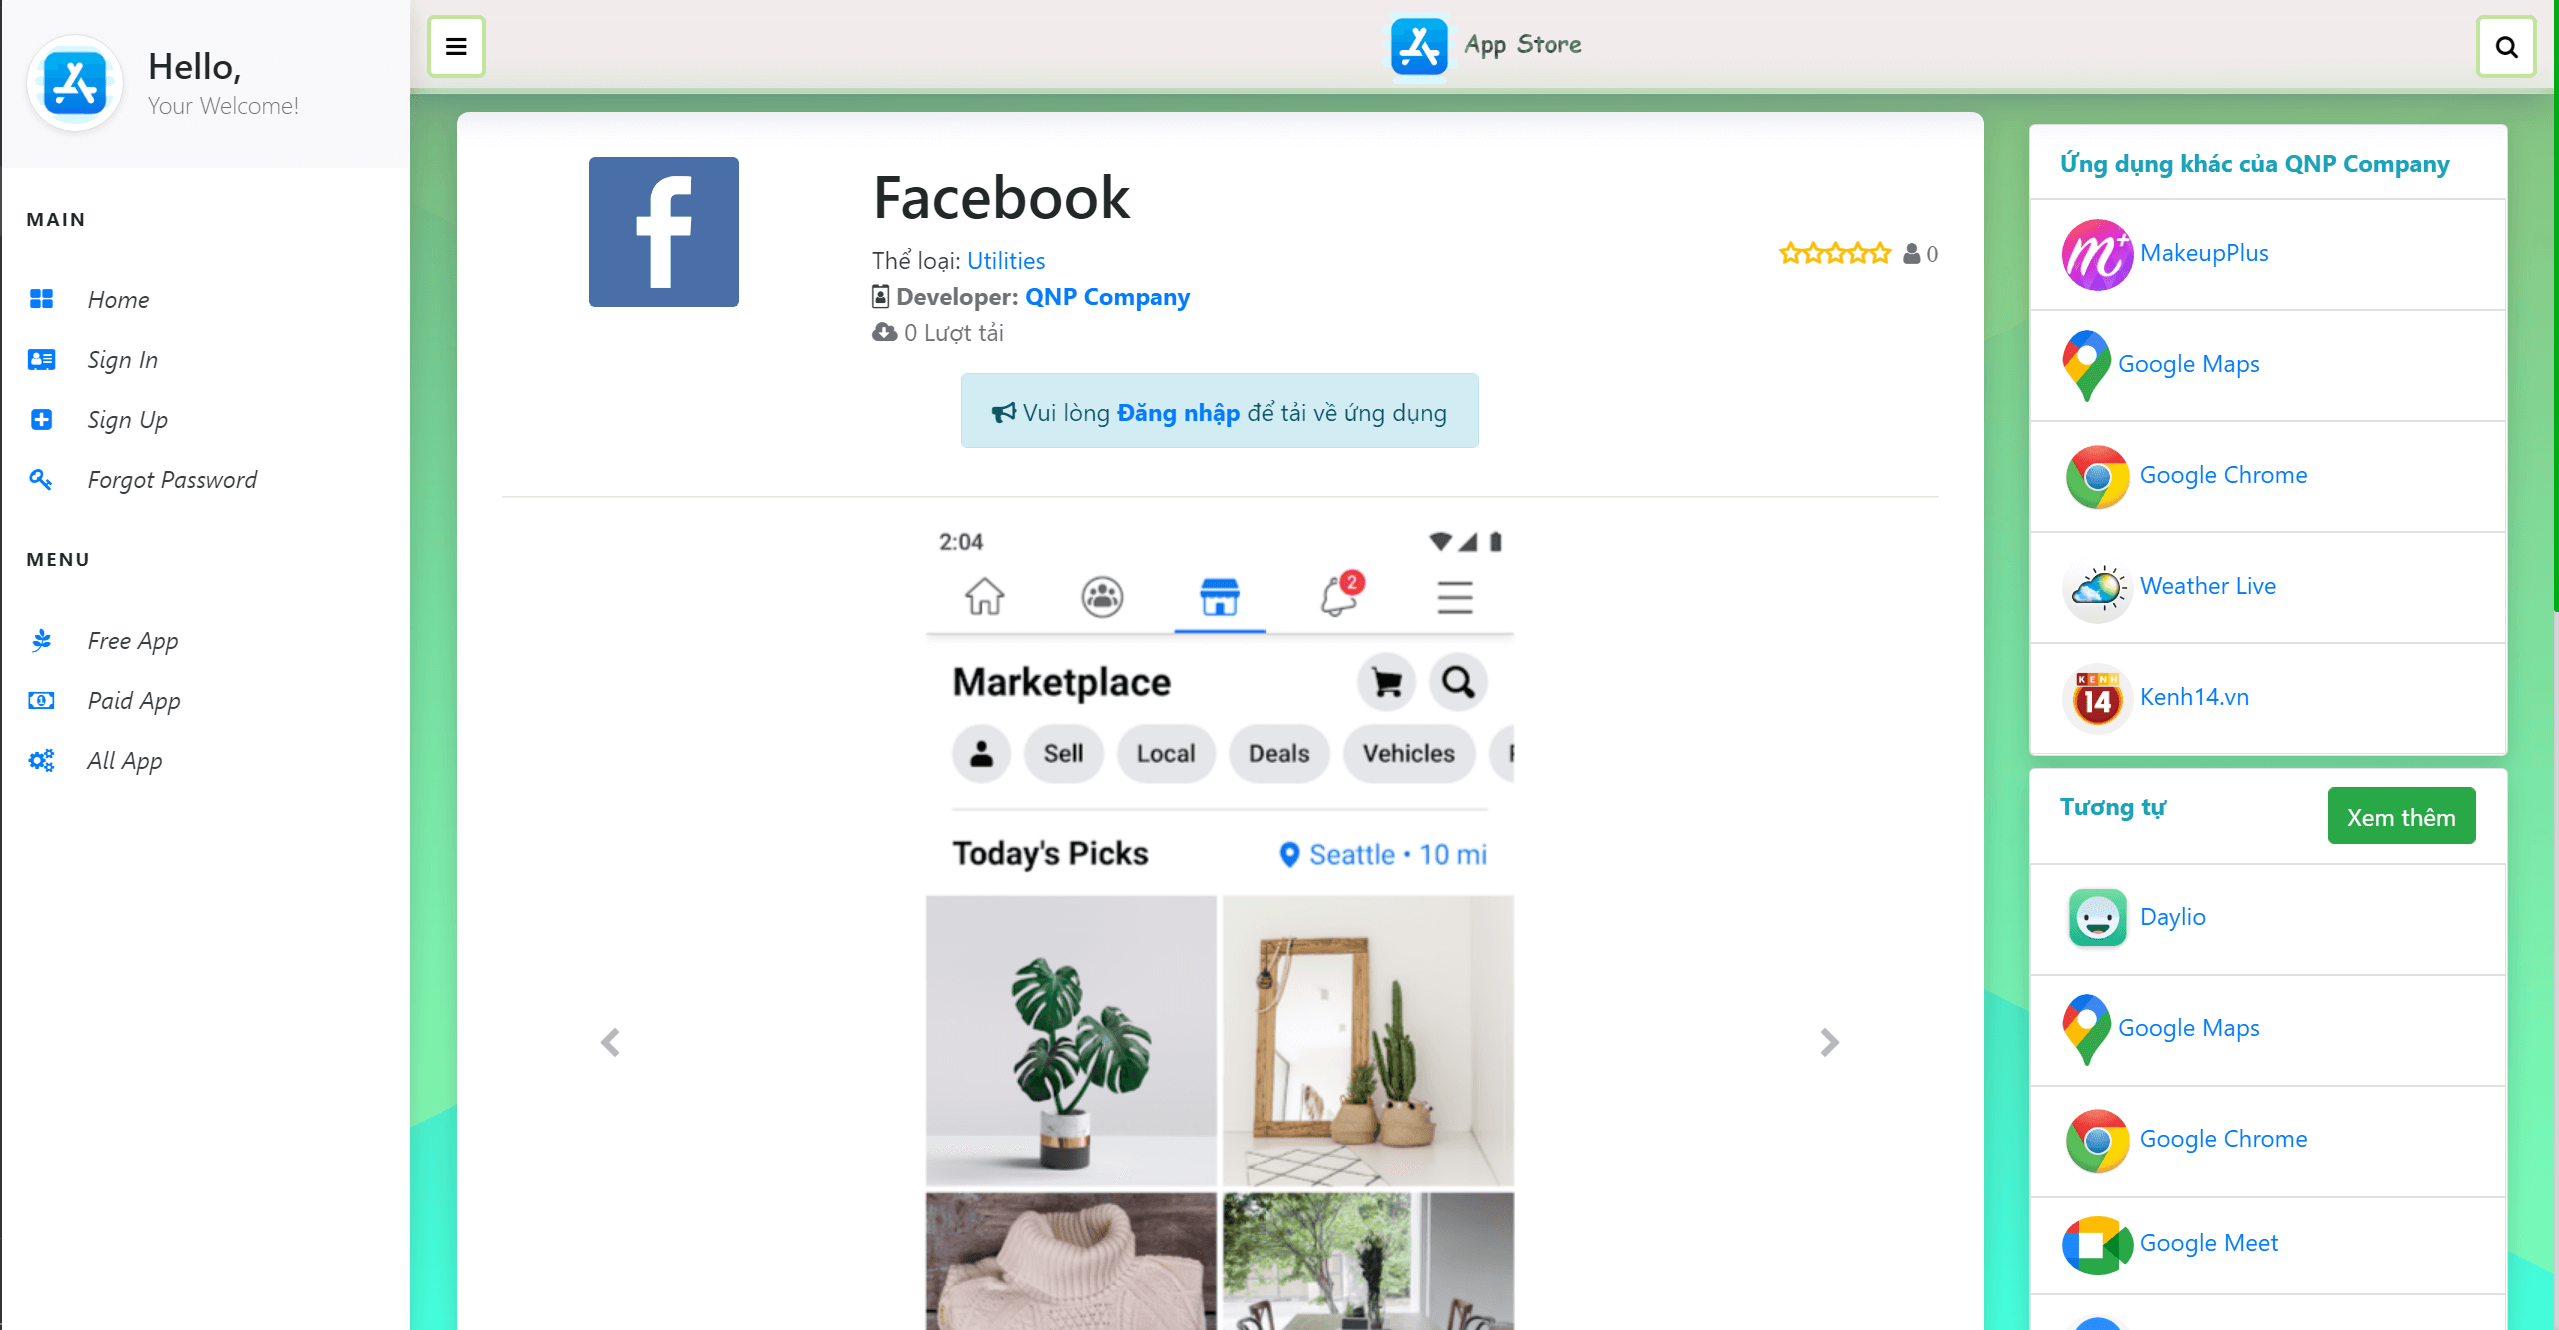 Hello,
Your Welcome!
MAIN
Home
Sign In
Sign Up
Forgot Password
MENU
Free App
Paid App
All App
App Store
Facebook
Thể loại: Utilities
Developer: QNP Company
0 Lượt tải
0
Vui lòng Đăng nhập để tải về ứng dụng
2:04
2
Marketplace
Sell Local Deals Vehicles
Today's Picks Seattle • 10 mi
Ứng dụng khác của QNP Company
MakeupPlus
Google Maps
Google Chrome
Weather Live
KENH
14
Kenh14.vn
Tương tự
Xem thêm
Daylio
Google Maps
Google Chrome
Google Meet